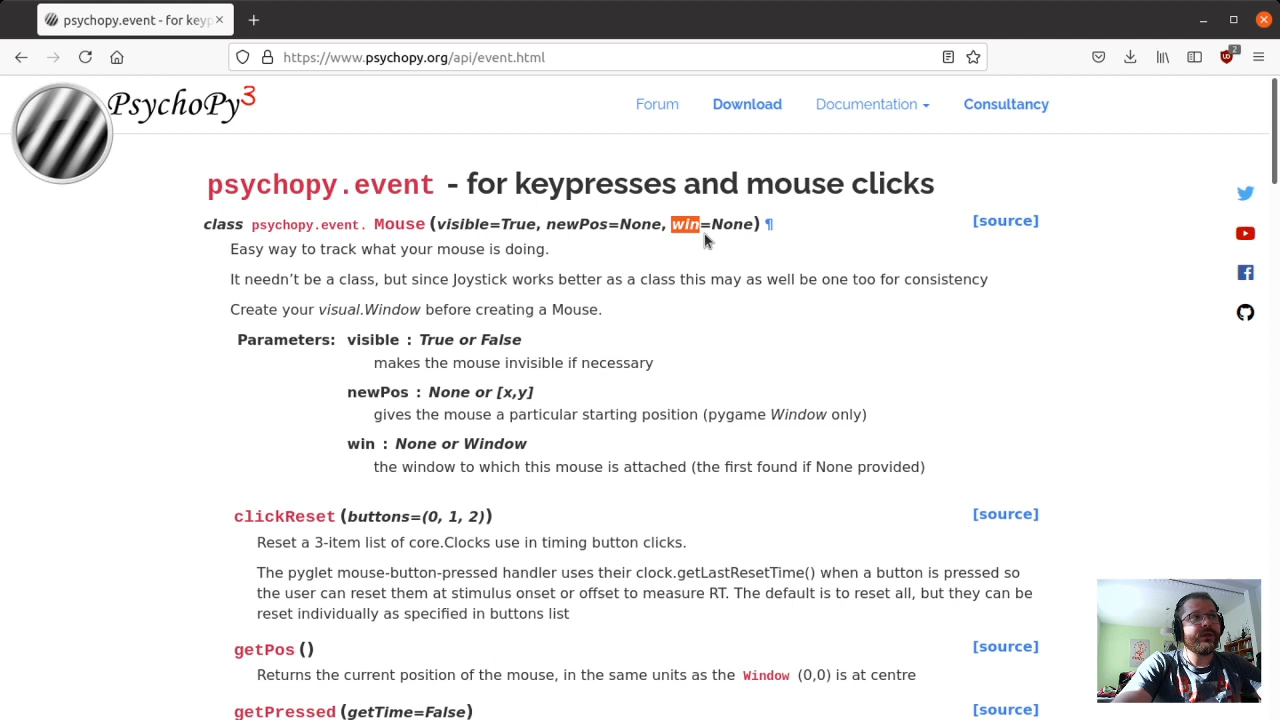 psychopy.event - for keyp
2
https://www.psychopy.org/api/event.html
PsychoPy3
Forum
Download
Documentation
Consultancy
psychopy.event - for keypresses and mouse clicks
class psychopy.event. Mouse (visible=True, newPos=None, win=None) ¶ [source]
Easy way to track what your mouse is doing.
It needn't be a class, but since Joystick works better as a class this may as well be one too for consistency
Create your visual.Window before creating a Mouse.
Parameters: visible : True or False
makes the mouse invisible if necessary
newPos : None or [x,y]
gives the mouse a particular starting position (pygame Window only)
win : None or Window
the window to which this mouse is attached (the first found if None provided)
clickReset (buttons=(0, 1, 2)) [source]
Reset a 3-item list of core.Clocks use in timing button clicks.
The pyglet mouse-button-pressed handler uses their clock.getLastResetTime() when a button is pressed so
the user can reset them at stimulus onset or offset to measure RT. The default is to reset all, but they can be
reset individually as specified in buttons list
getPos () [source]
Returns the current position of the mouse, in the same units as the Window (0,0) is at centre
getPressed (getTime=False) [source]